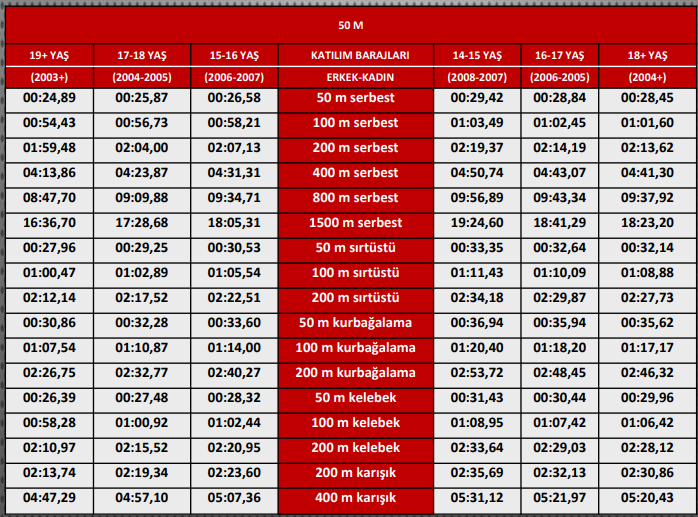 50 M
19+ YAŞ 17-18 YAŞ 15-16 YAŞ KATILIM BARAJLARI 14-15 YAŞ 16-17 YAŞ 18+ YAŞ
(2003+) (2004-2005) (2006-2007) ERKEK-KADIN (2008-2007) (2006-2005) (2004+)
00:24,89 00:25,87 00:26,58 50 m serbest 00:29,42 00:28,84 00:28,45
00:54,43 00:56,73 00:58,21 100 m serbest 01:03,49 01:02,45 01:01,60
01:59,48 02:04,00 02:07,13 200 m serbest 02:19,37 02:14,19 02:13,62
04:13,86 04:23,87 04:31,31 400 m serbest 04:50,74 04:43,07 04:41,30
08:47,70 09:09,88 09:34,71 800 m serbest 09:56,89 09:43,34 09:37,92
16:36,70 17:28,68 18:05,31 1500 m serbest 19:24,60 18:41,29 18:23,20
00:27,96 00:29,25 00:30,53 50 m sırtüstü 00:33,35 00:32,64 00:32,14
01:00,47 01:02,89 01:05,54 100 m sırtüstü 01:11,43 01:10,09 01:08,88
02:12,14 02:17,52 02:22,51 200 m sırtüstü 02:34,18 02:29,87 02:27,73
00:30,86 00:32,28 00:33,60 50 m kurbağalama 00:36,94 00:35,94 00:35,62
01:07,54 01:10,87 01:14,00 100 m kurbağalama 01:20,40 01:18,20 01:17,17
02:26,75 02:32,77 02:40,27 200 m kurbağalama 02:53,72 02:48,45 02:46,32
00:26,39 00:27,48 00:28,32 50 m kelebek 00:31,43 00:30,44 00:29,96
00:58,28 01:00,92 01:02,44 100 m kelebek 01:08,95 01:07,42 01:06,42
02:10,97 02:15,52 02:20,95 200 m kelebek 02:33,64 02:29,03 02:28,12
02:13,74 02:19,34 02:23,60 200 m karışık 02:35,69 02:32,13 02:30,86
04:47,29 04:57,10 05:07,36 400 m karışık 05:31,12 05:21,97 05:20,43